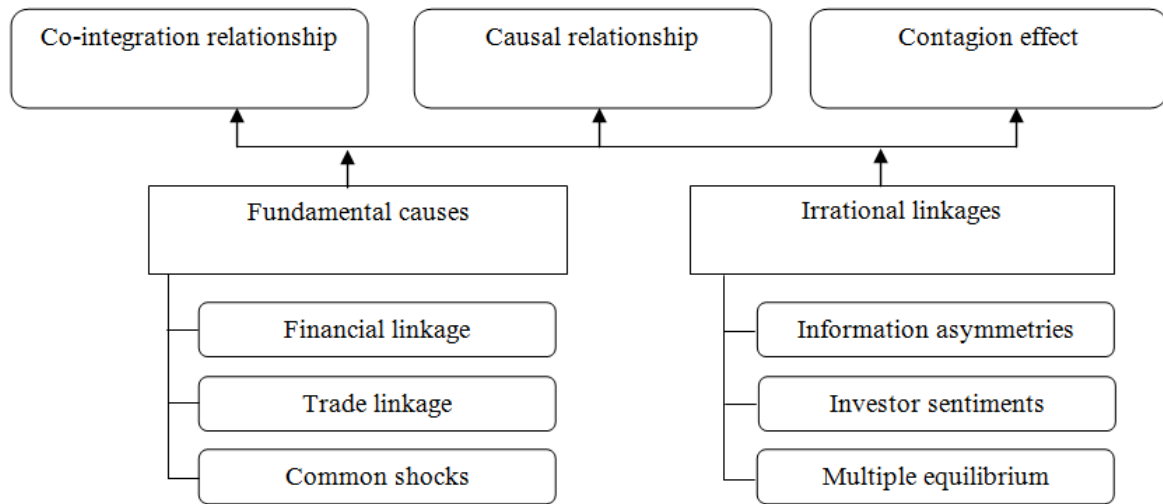 Co-integration relationship
Causal relationship
Contagion effect
Fundamental causes
Irrational linkages
Financial linkage
Information asymmetries
Trade linkage
Investor sentiments
Common shocks
Multiple equilibrium